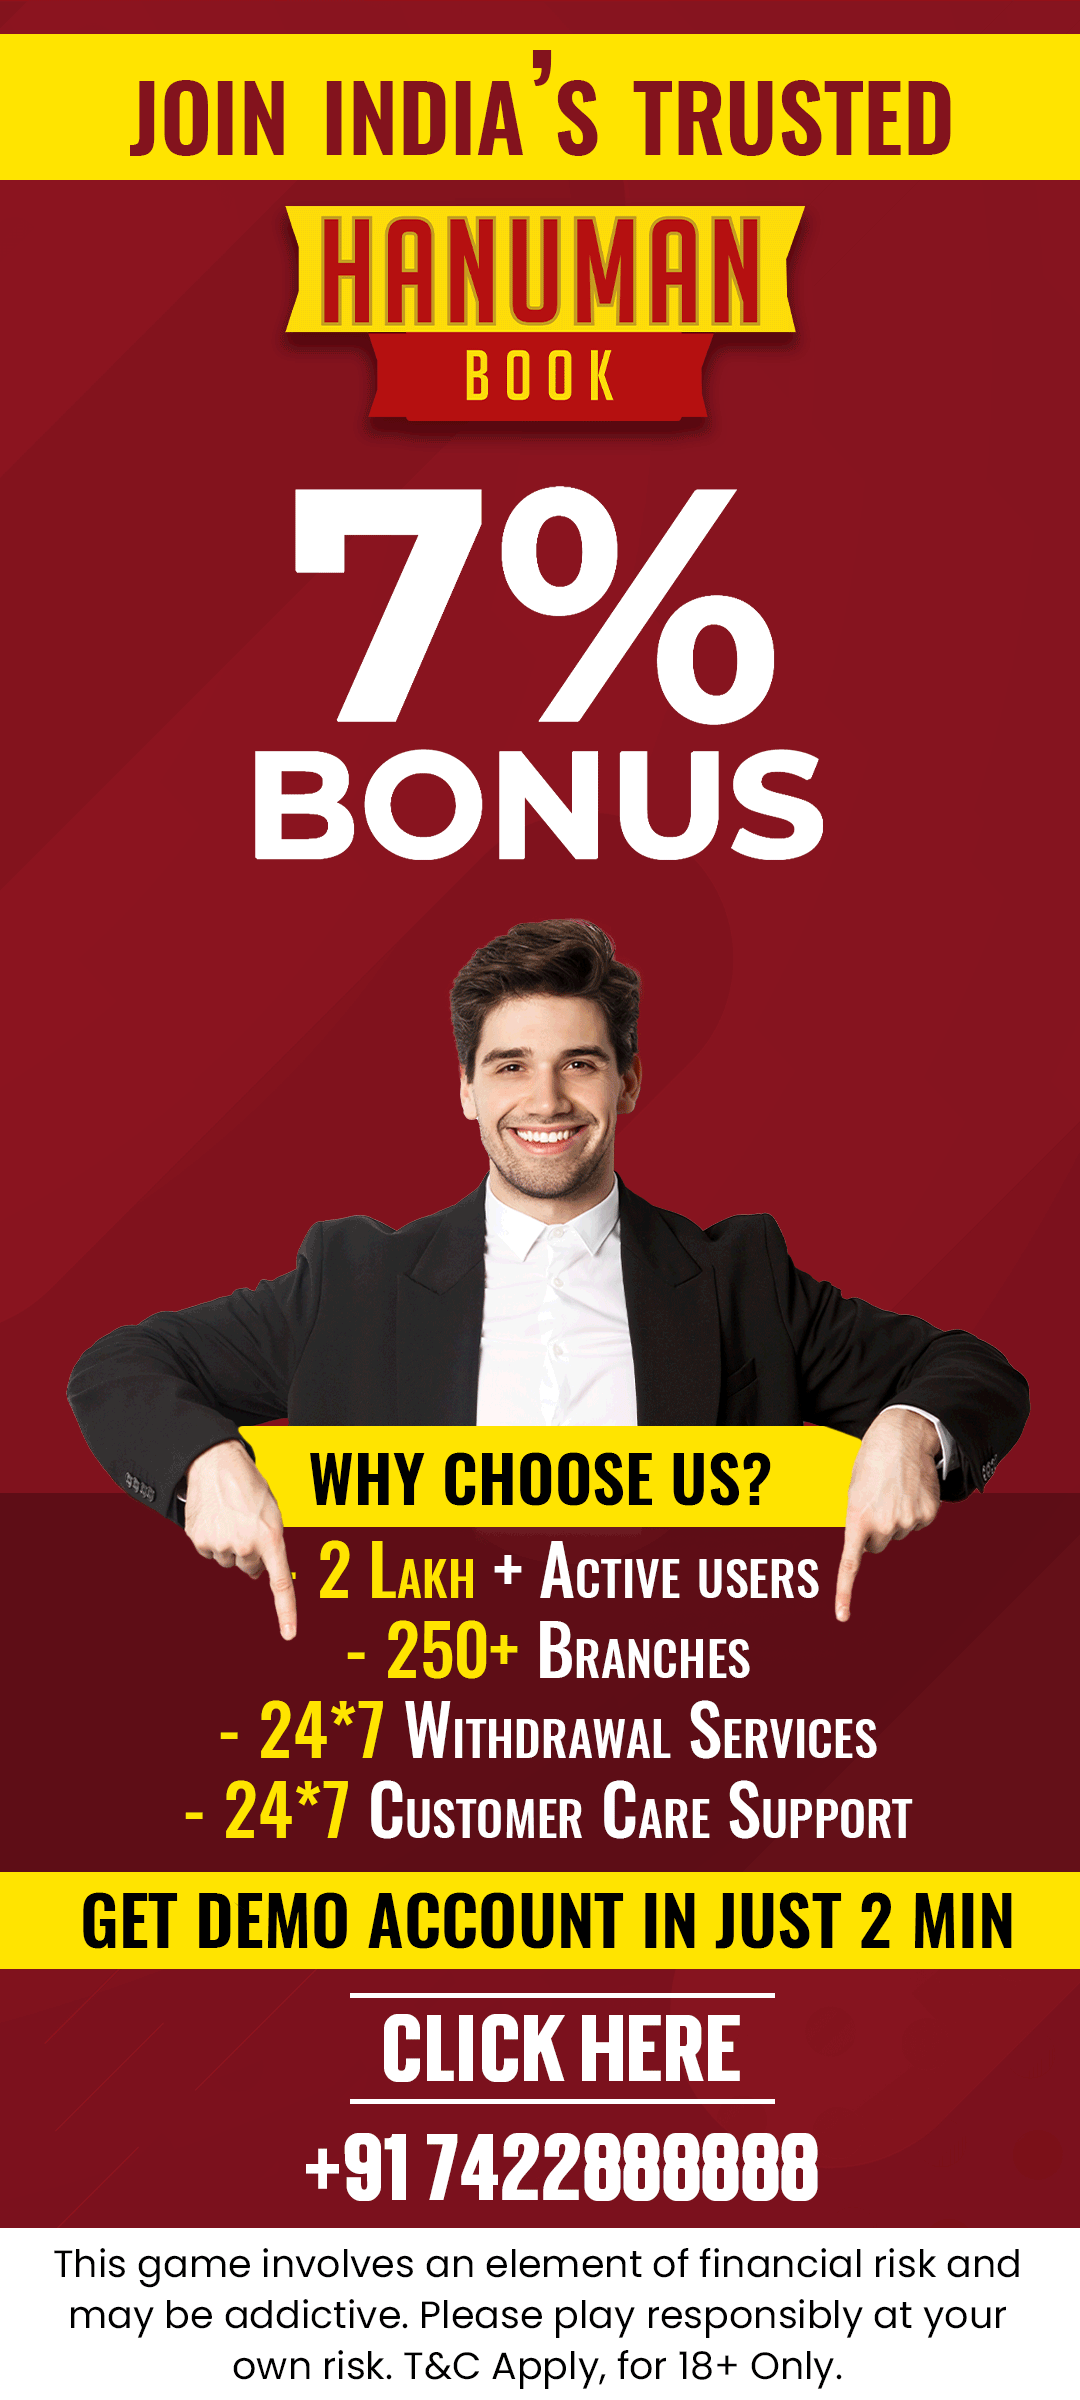 JOIN INDIA'S TRUSTED
HANUMAN
BOOK
7%
BONUS
WHY CHOOSE US?
- 2 LAKH + ACTIVE USERS
- 250+ BRANCHES
- 24*7 WITHDRAWAL SERVICES
- 24*7 CUSTOMER CARE SUPPORT
GET DEMO ACCOUNT IN JUST 2 MIN
CLICK HERE
+91 7422888888
This game involves an element of financial risk and
may be addictive. Please play responsibly at your
own risk. T&C Apply, for 18+ Only.